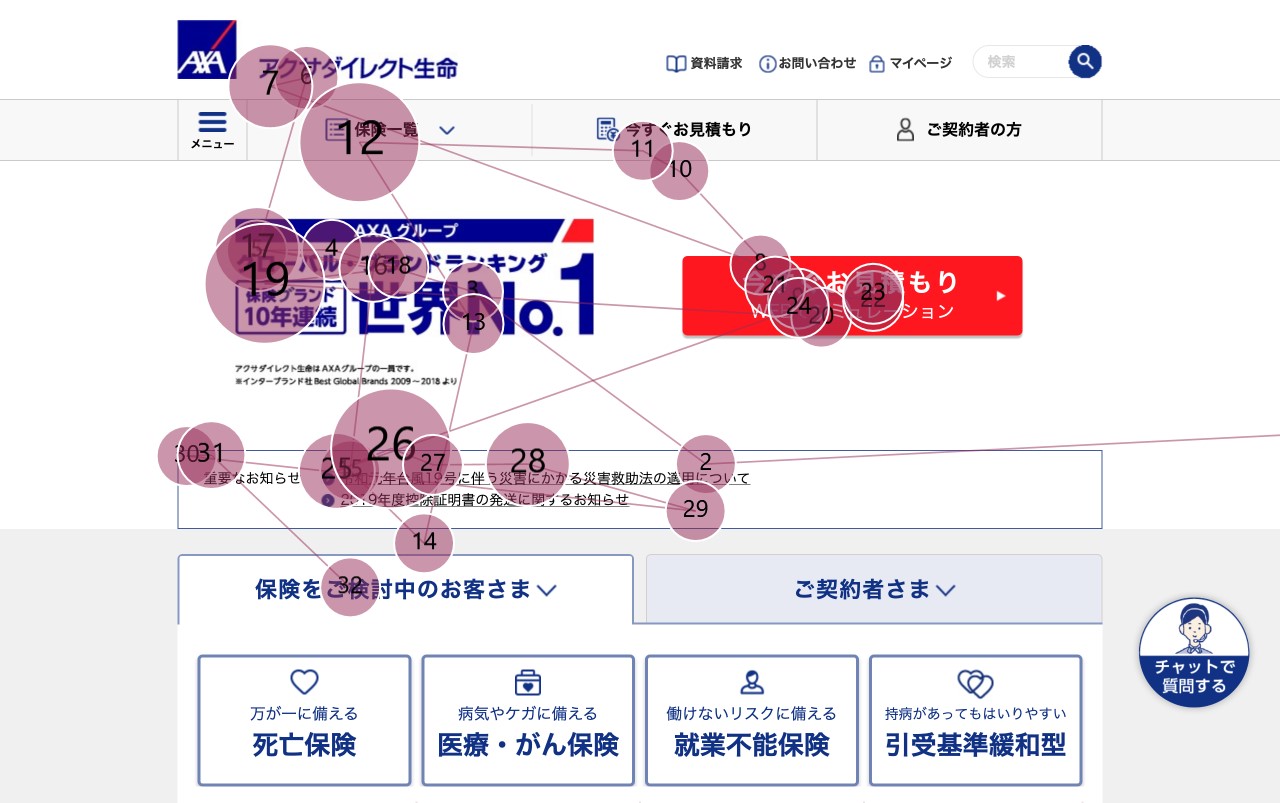 AXA
アクサダイレクト生命
資料請求
お問い合わせ
マイページ
検索
メニュー
保険一覧
今すぐお見積もり
ご契約者の方
7
6
12
11
10
AXA グループ
グローバル・ブランドランキング
保険ブランド
10年連続
世界No.1
17
4
16
18
19
3
13
お見積もり
8
21
24
20
23
22
アクサダイレクト生命はAXAグループの一員です。
※インターブランド社 Best Global Brands 2009～2018 より
重要なお知らせ
令和元年台風19号に伴う災害にかかる災害救助法の適用について
2019年度控除証明書の発送に関するお知らせ
30
31
25
26
27
28
2
29
14
32
保険をご検討中のお客さま
ご契約者さま
万が一に備える
死亡保険
病気やケガに備える
医療・がん保険
働けないリスクに備える
就業不能保険
持病があってもはいりやすい
引受基準緩和型
チャットで
質問する